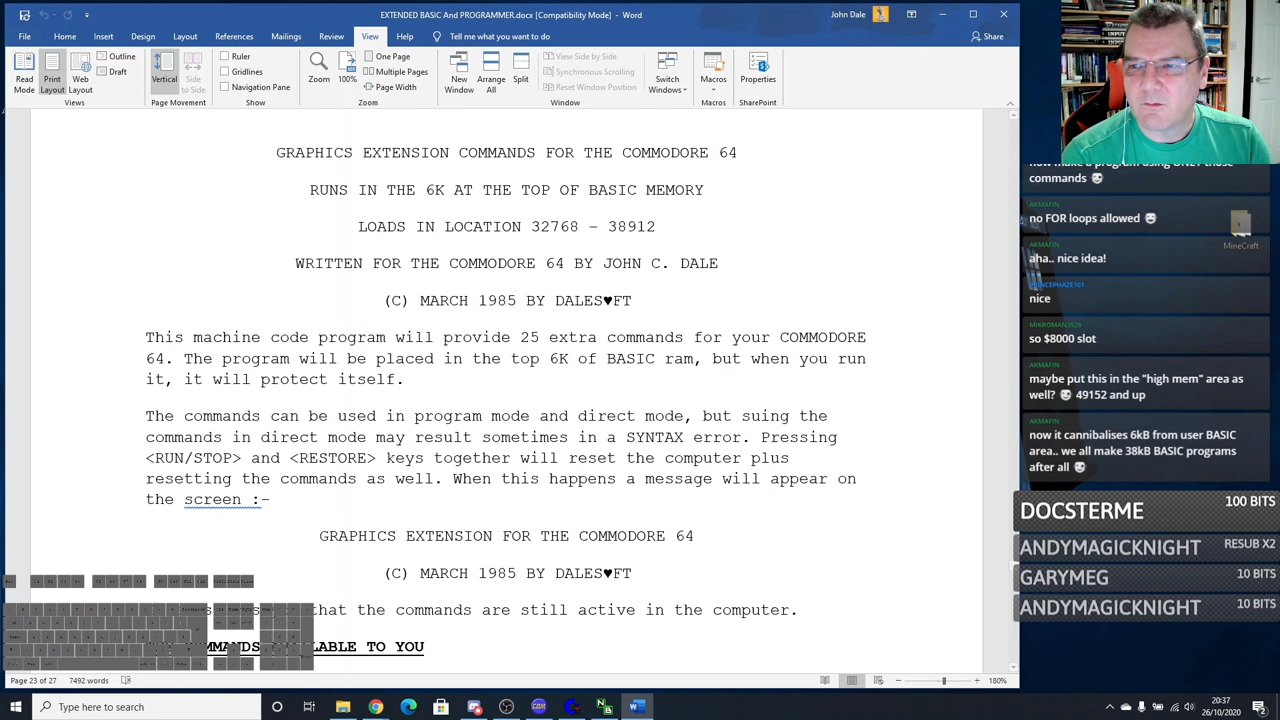 EXTENDED BASIC And PROGRAMMER.docx [Compatibility Mode] - Word
John Dale
File Home Insert Design Layout References Mailings Review View Help Tell me what you want to do
Share
Read Mode
Print Layout
Web Layout
Outline
Draft
Views
Vertical
Side to Side
Page Movement
Ruler
Gridlines
Navigation Pane
Show
Zoom
100%
One Page
Multiple Pages
Page Width
Zoom
New Window
Arrange All
Split
View Side by Side
Synchronous Scrolling
Reset Window Position
Window
Switch Windows
Macros
Macros
Properties
SharePoint
GRAPHICS EXTENSION COMMANDS FOR THE COMMODORE 64
RUNS IN THE 6K AT THE TOP OF BASIC MEMORY
LOADS IN LOCATION 32768 – 38912
WRITTEN FOR THE COMMODORE 64 BY JOHN C. DALE
(C) MARCH 1985 BY DALES♥FT
This machine code program will provide 25 extra commands for your COMMODORE
64. The program will be placed in the top 6K of BASIC ram, but when you run
it, it will protect itself.
The commands can be used in program mode and direct mode, but suing the
commands in direct mode may result sometimes in a SYNTAX error. Pressing
<RUN/STOP> and <RESTORE> keys together will reset the computer plus
resetting the commands as well. When this happens a message will appear on
the screen :-
GRAPHICS EXTENSION FOR THE COMMODORE 64
(C) MARCH 1985 BY DALES♥FT
that the commands are still active in the computer.
TO YOU
Page 23 of 27 7492 words
180%
commands
AKMAFIN
no FOR loops allowed
AKMAFIN
aha.. nice idea!
nice
MIKROMAN2526
so $8000 slot
AKMAFIN
maybe put this in the "high mem" area as
well? 49152 and up
AKMAFIN
now it cannibalises 6kB from user BASIC
area.. we all make 38kB BASIC programs
after all
MineCraft
DOCSTERME 100 BITS
ANDYMAGICKNIGHT RESUB X2
GARYMEG 10 BITS
ANDYMAGICKNIGHT 10 BITS
Type here to search
20:37
26/10/2020